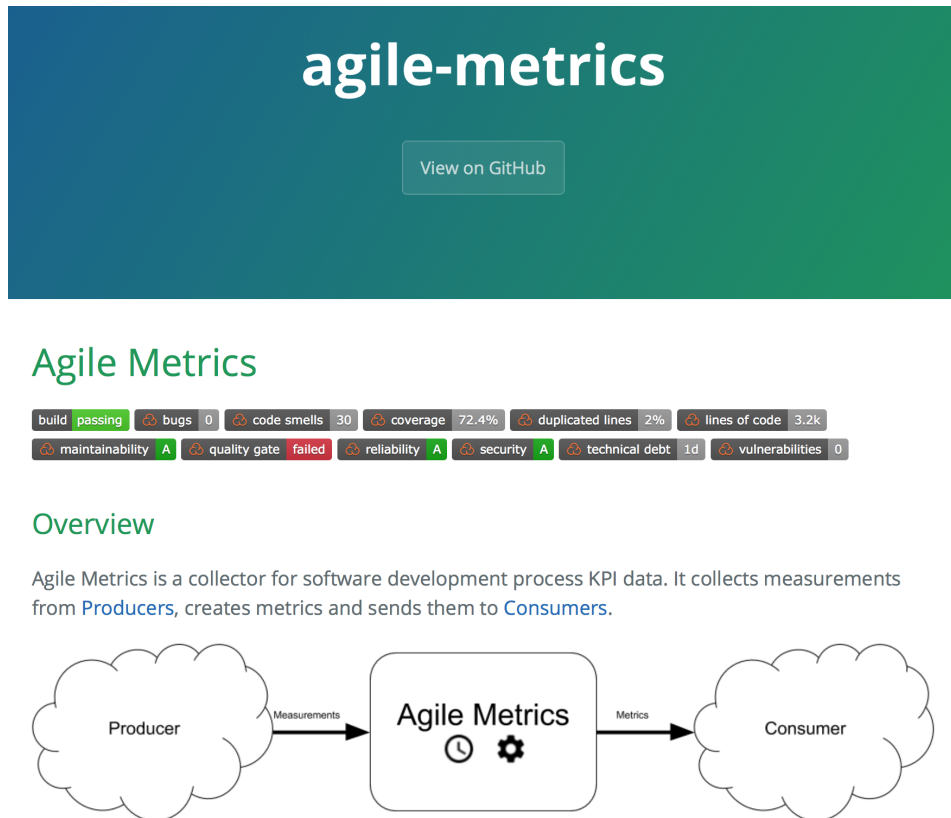 agile-metrics
View on GitHub
Agile Metrics
build passing bugs 0 code smells 30 coverage 72.4% duplicated lines 2% lines of code 3.2k
maintainability A quality gate failed reliability A security A technical debt 1d vulnerabilities 0
Overview
Agile Metrics is a collector for software development process KPI data. It collects measurements
from Producers, creates metrics and sends them to Consumers.
Producer
Measurements
Agile Metrics
Metrics
Consumer